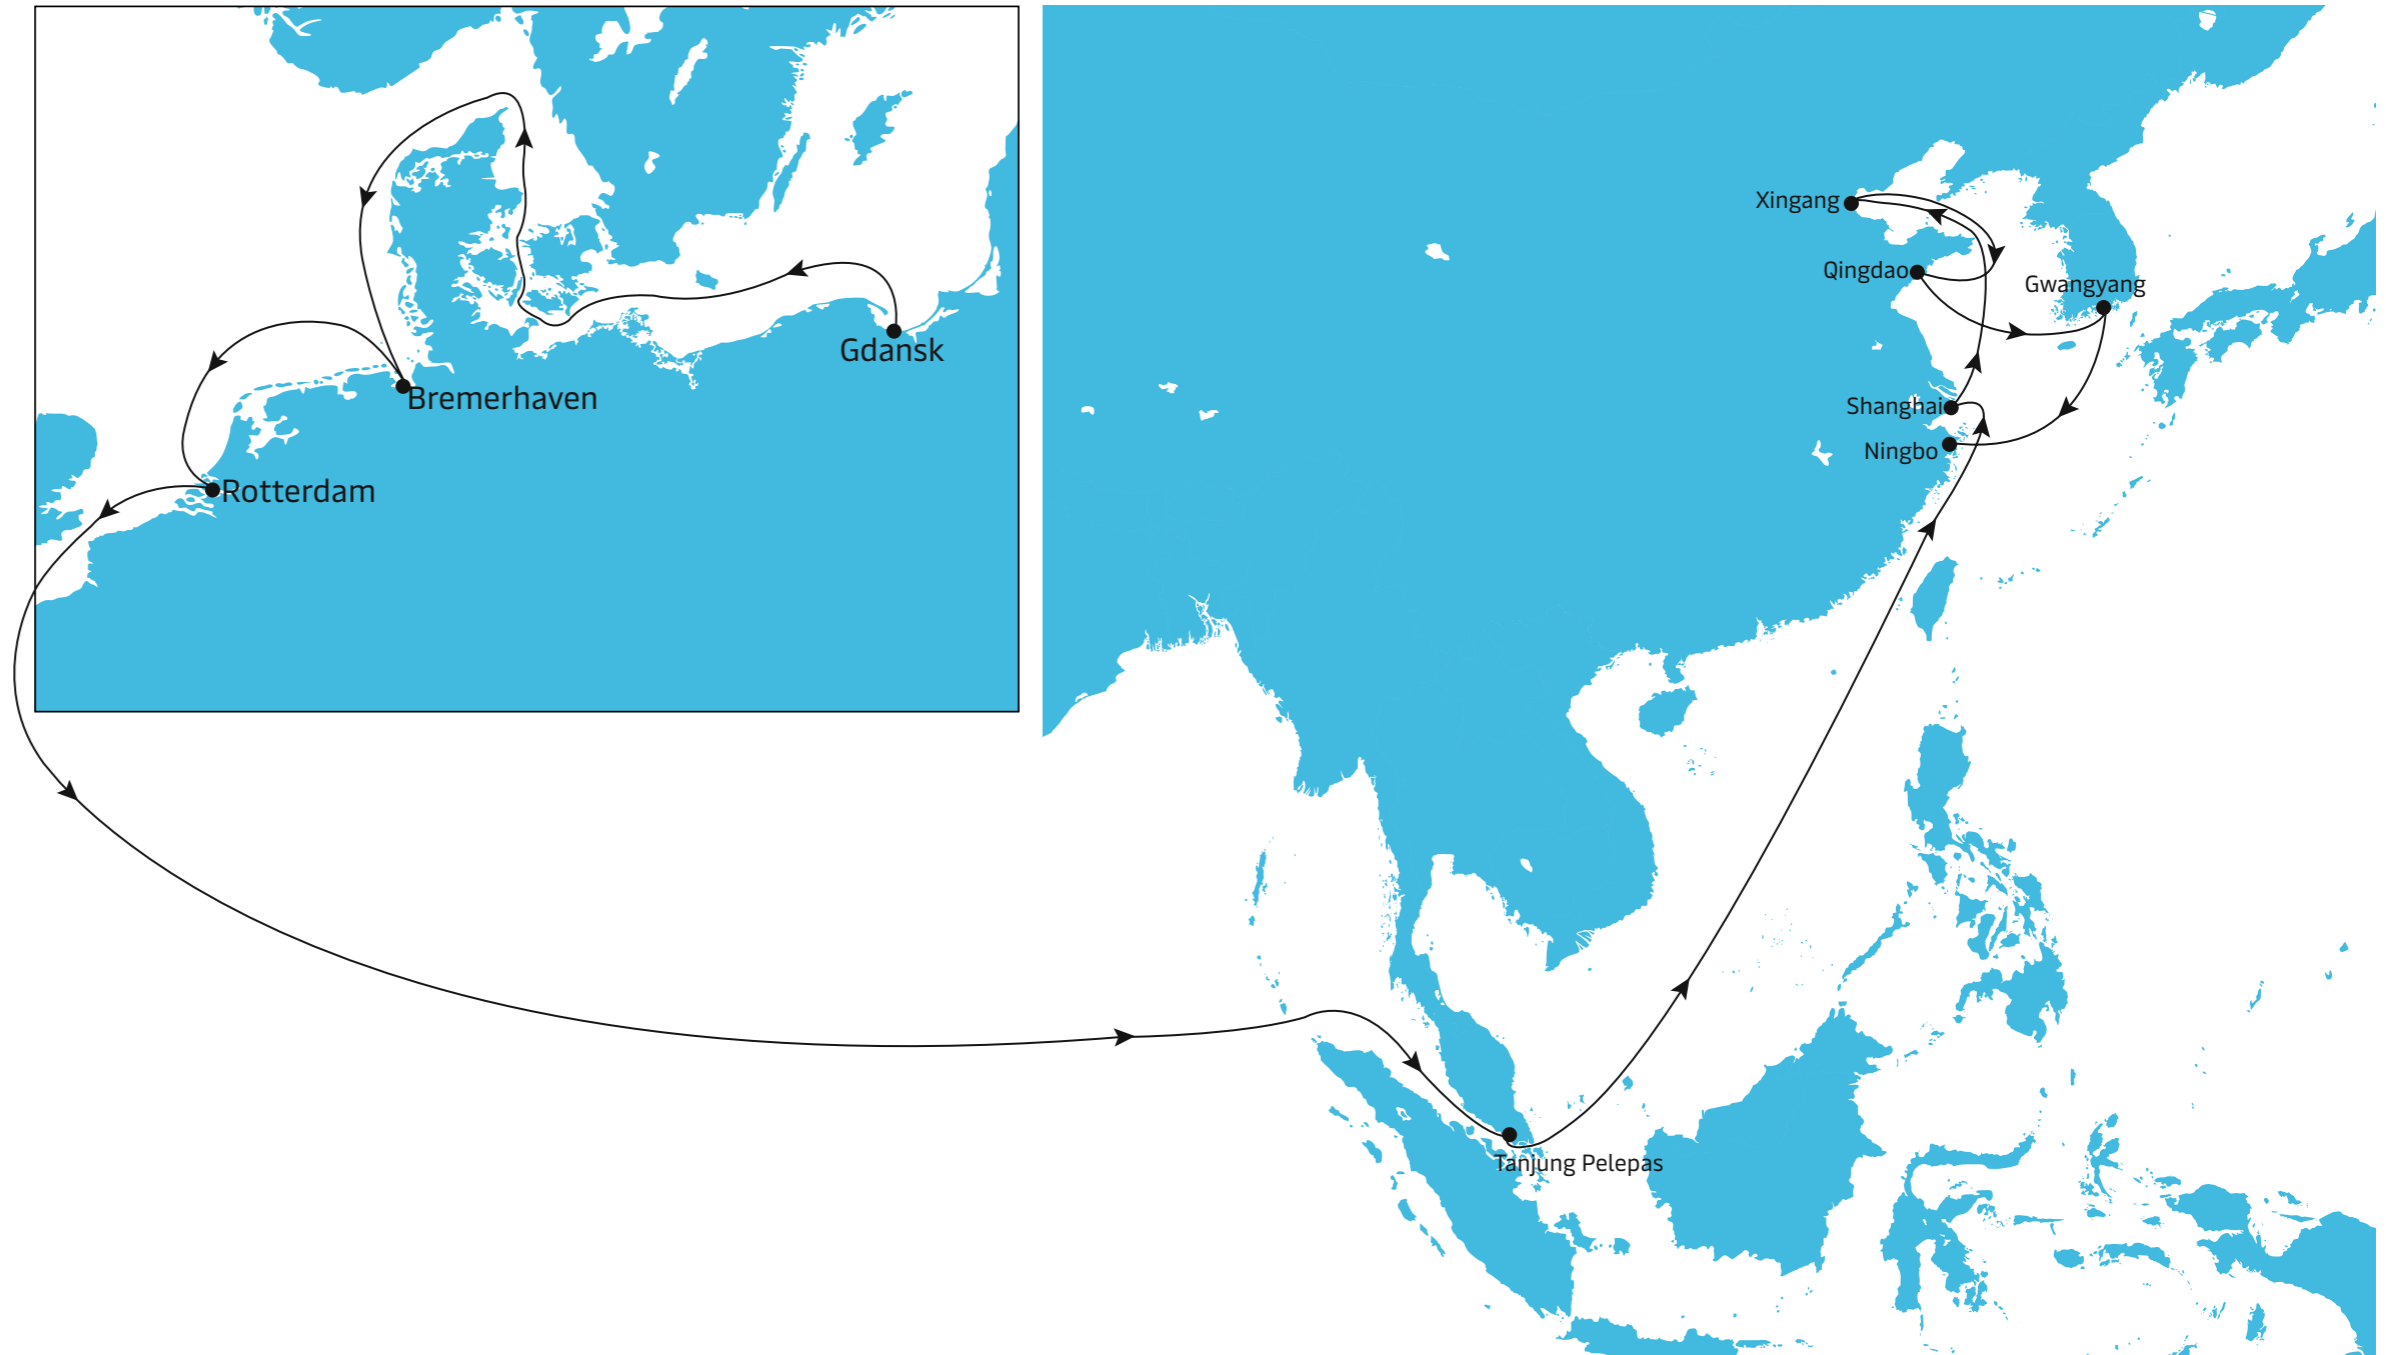 Gdansk
Bremerhaven
Rotterdam
Xingang
Qingdao
Gwangyang
Shanghai
Ningbo
Tanjung Pelepas